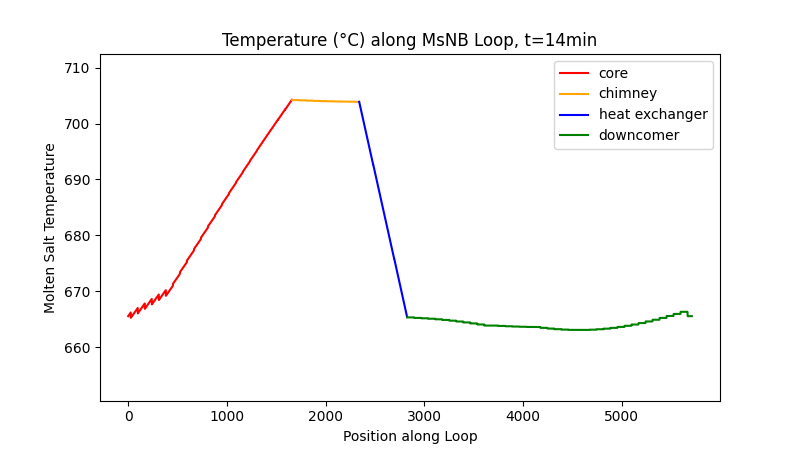 Temperature (°C) along MsNB Loop, t=14min
710
700
690
680
670
660
Molten Salt Temperature
core
chimney
heat exchanger
downcomer
0
1000
2000
3000
4000
5000
Position along Loop